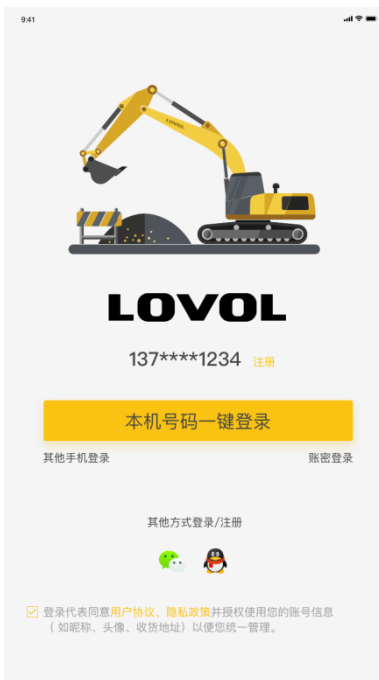 9:41
LOVOL
LOVOL
137****1234 注册
本机号码一键登录
其他手机登录 账密登录
其他方式登录/注册
登录代表同意用户协议、隐私政策并授权使用您的账号信息
（如昵称、头像、收货地址）以便您统一管理。